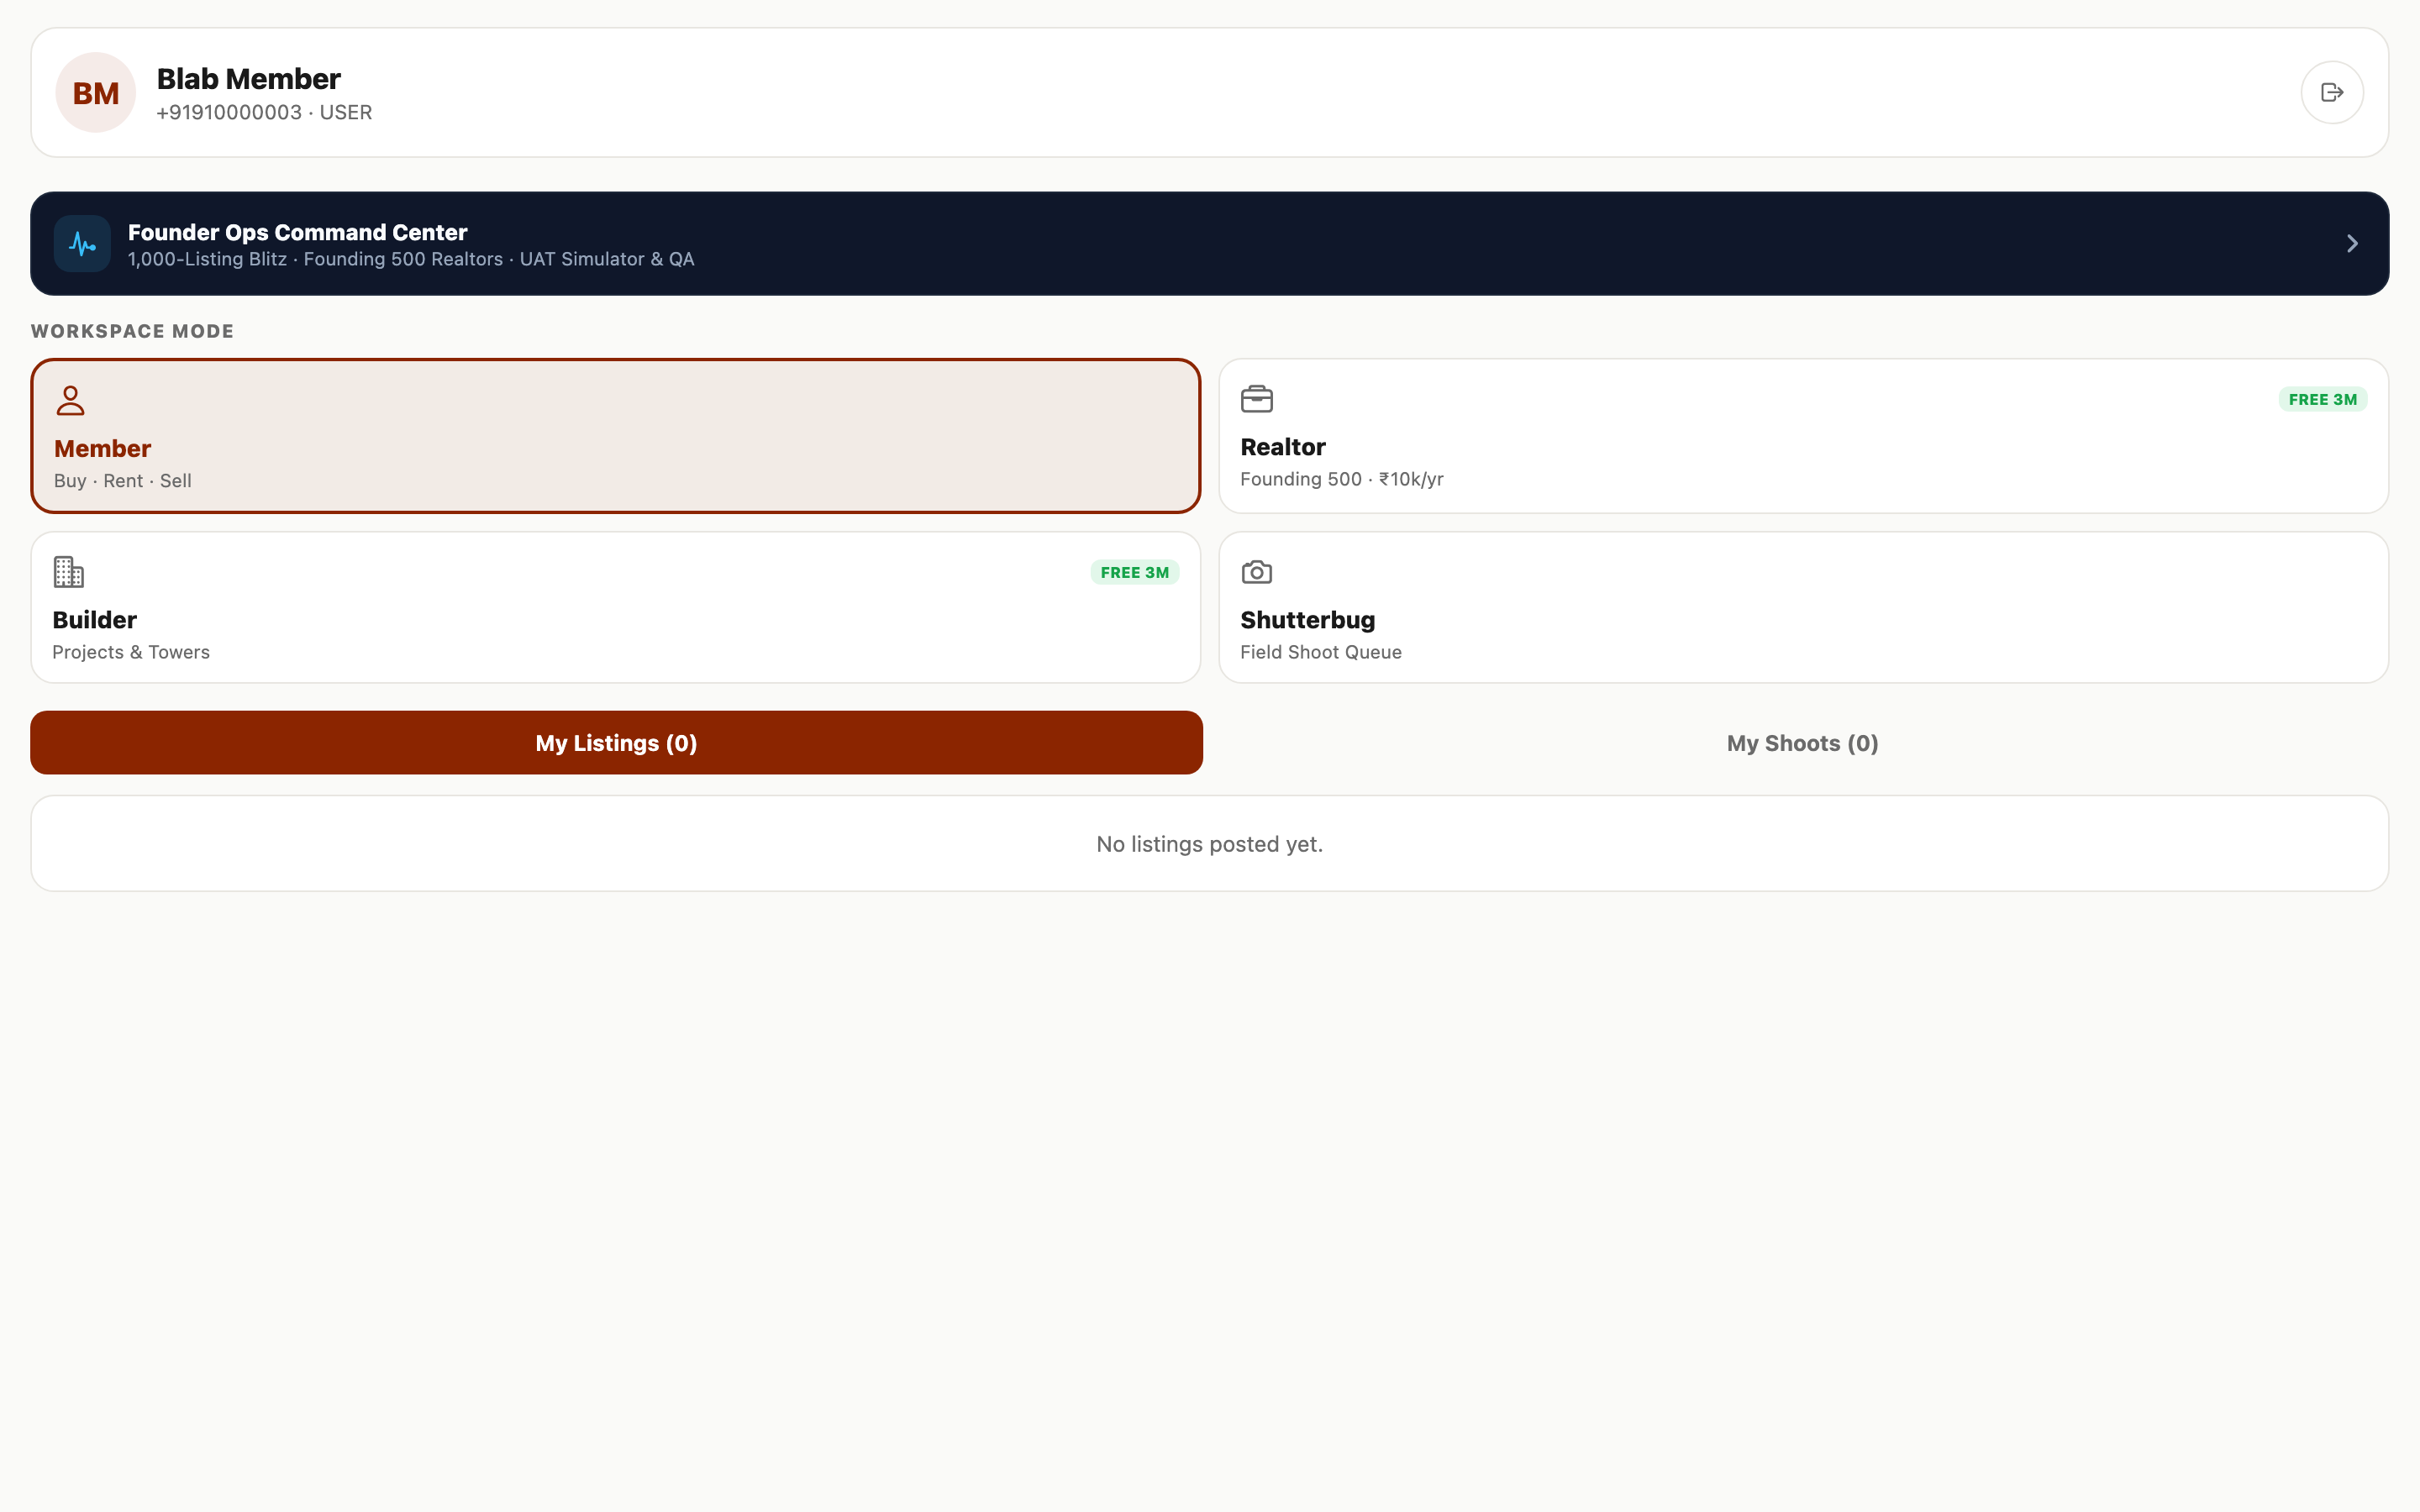 BM
Blab Member
+91910000003 · USER
Founder Ops Command Center
1,000-Listing Blitz · Founding 500 Realtors · UAT Simulator & QA
WORKSPACE MODE
Member
Buy · Rent · Sell
FREE 3M
Realtor
Founding 500 · ₹10k/yr
FREE 3M
Builder
Projects & Towers
Shutterbug
Field Shoot Queue
My Listings (0)
My Shoots (0)
No listings posted yet.